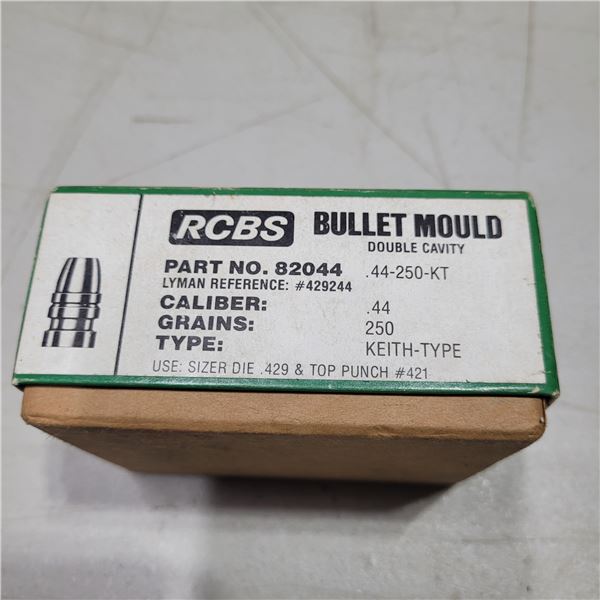 RCBS BULLET MOULD
DOUBLE CAVITY
PART NO. 82044 .44-250-KT
LYMAN REFERENCE: #429244
CALIBER: .44
GRAINS: 250
TYPE: KEITH-TYPE
USE: SIZER DIE .429 & TOP PUNCH #421